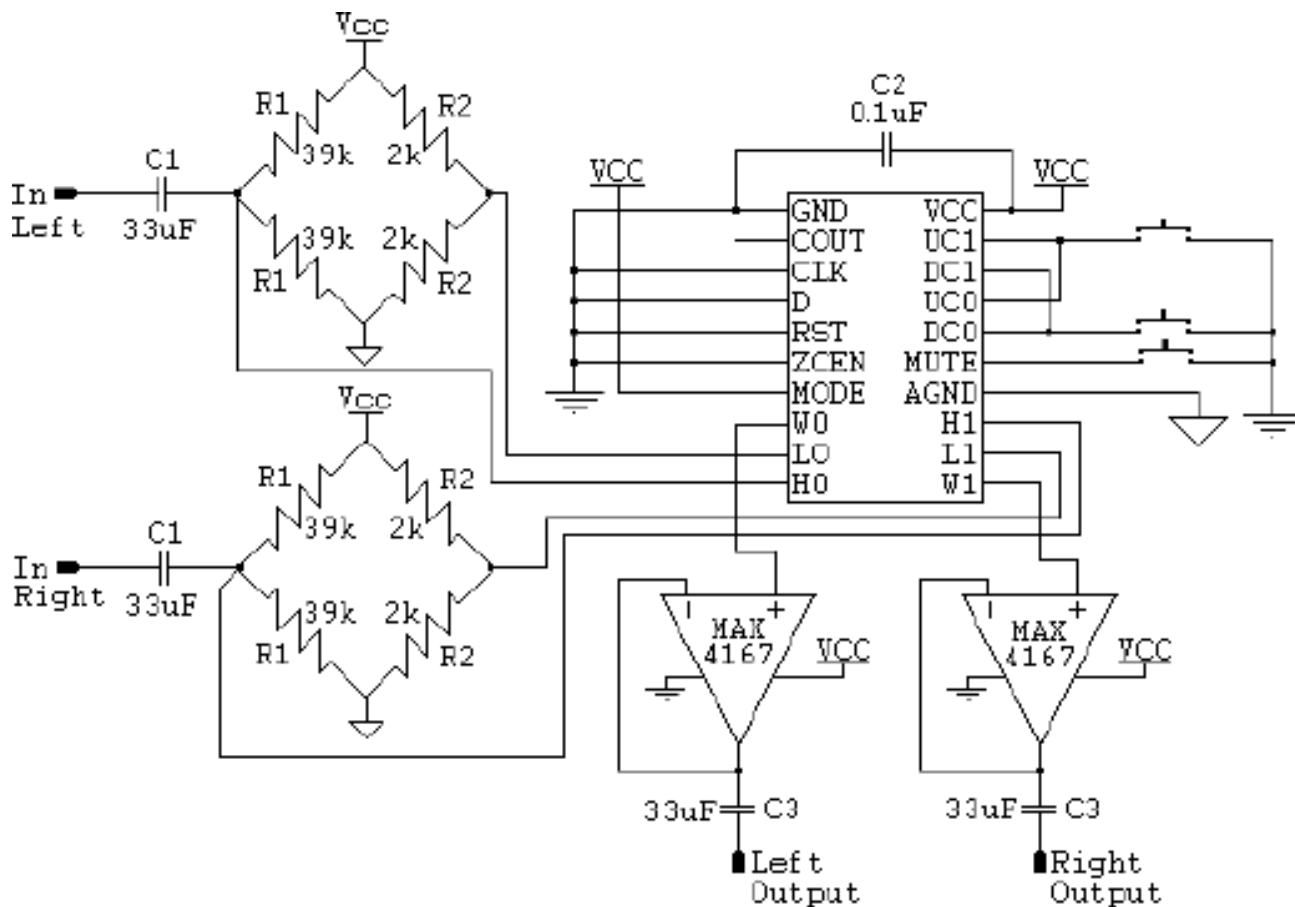 Vcc
R1
R2
39k
2k
C1
In
Left
33uF
39k
2k
R1
R2
C2
0.1uF
VCC
VCC
GND
VCC
COUT
UC1
CLK
DC1
D
UC0
RST
DC0
ZCEN
MUTE
MODE
AGND
W0
H1
L0
L1
H0
W1
Vcc
R1
R2
39k
2k
C1
In
Right
33uF
39k
2k
R1
R2
MAX
4167
VCC
MAX
4167
VCC
33uF
C3
33uF
C3
Left
Output
Right
Output